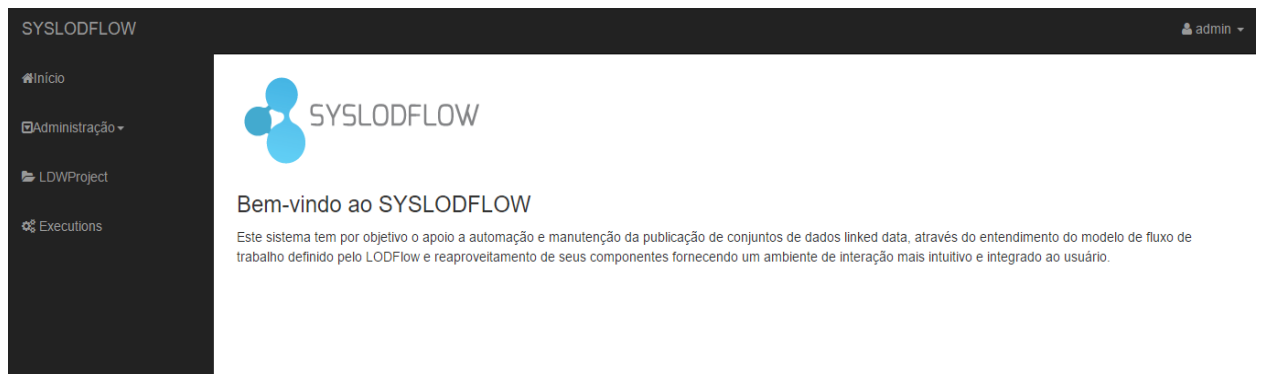 SYSLODFLOW
admin
Início
Administração
LDWProject
Executions
SYSLODFLOW
Bem-vindo ao SYSLODFLOW
Este sistema tem por objetivo o apoio a automação e manutenção da publicação de conjuntos de dados linked data, através do entendimento do modelo de fluxo de
trabalho definido pelo LODFlow e reaproveitamento de seus componentes fornecendo um ambiente de interação mais intuitivo e integrado ao usuário.